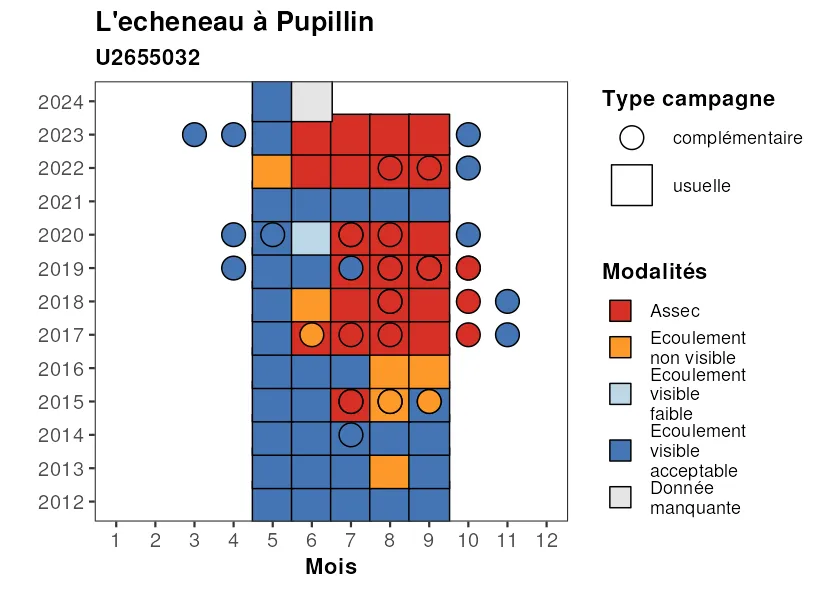 L'echeneau à Pupillin
U2655032
2024
2023
2022
2021
2020
2019
2018
2017
2016
2015
2014
2013
2012
1 2 3 4 5 6 7 8 9 10 11 12
Mois
Type campagne
complémentaire
usuelle
Modalités
Assec
Ecoulement
non visible
Ecoulement
visible
faible
Ecoulement
visible
acceptable
Donnée
manquante